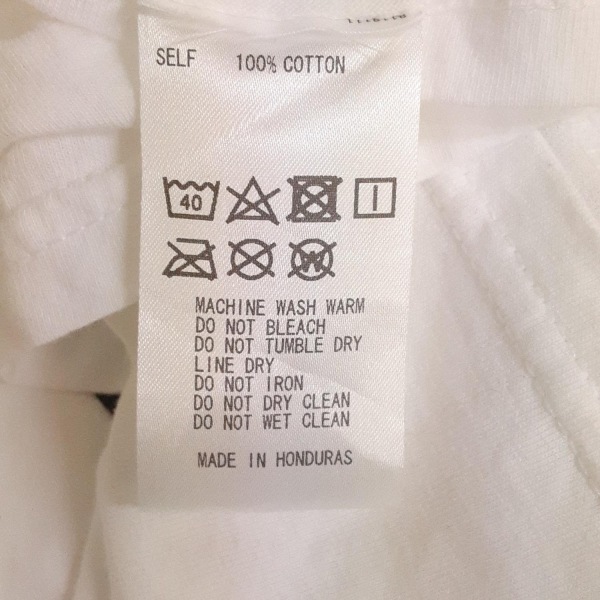 SELF 100% COTTON
40
W
MACHINE WASH WARM
DO NOT BLEACH
DO NOT TUMBLE DRY
LINE DRY
DO NOT IRON
DO NOT DRY CLEAN
DO NOT WET CLEAN
MADE IN HONDURAS